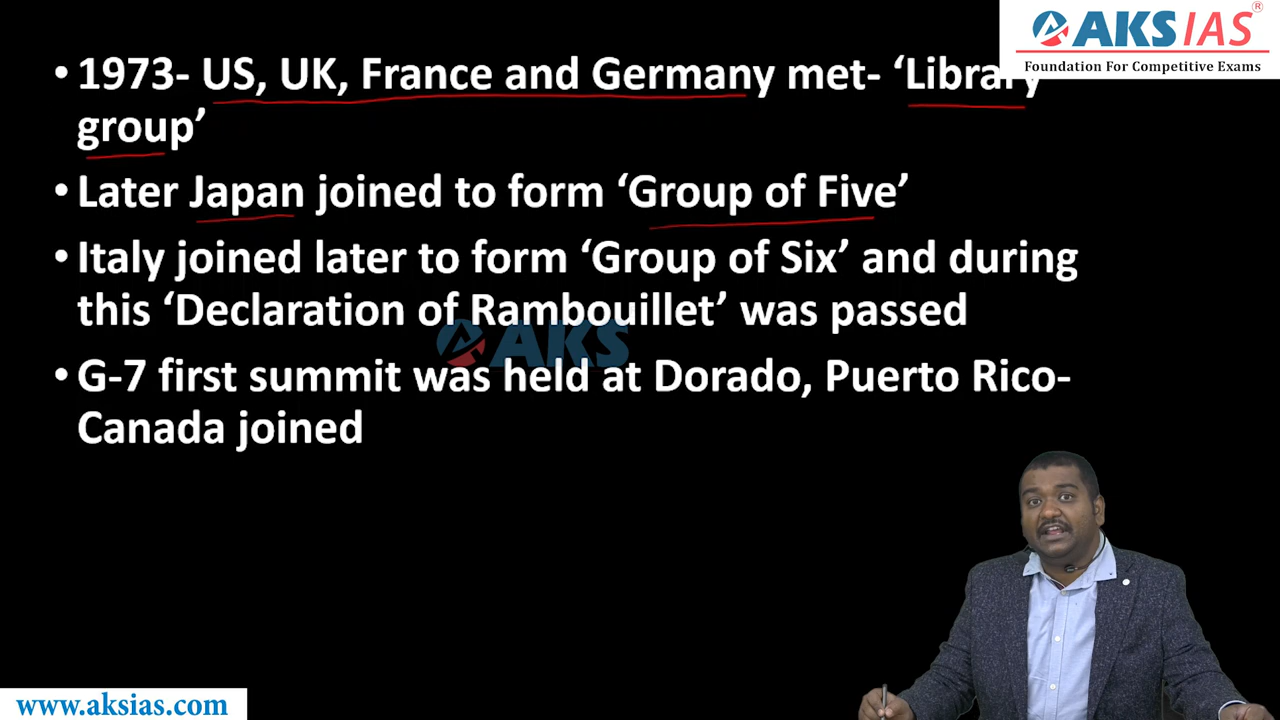 AKS IAS®
Foundation For Competitive Exams
• 1973- US, UK, France and Germany met- ‘Library
group’
• Later Japan joined to form ‘Group of Five’
• Italy joined later to form ‘Group of Six’ and during
this ‘Declaration of Rambouillet’ was passed
AKS
• G-7 first summit was held at Dorado, Puerto Rico-
Canada joined
www.aksias.com